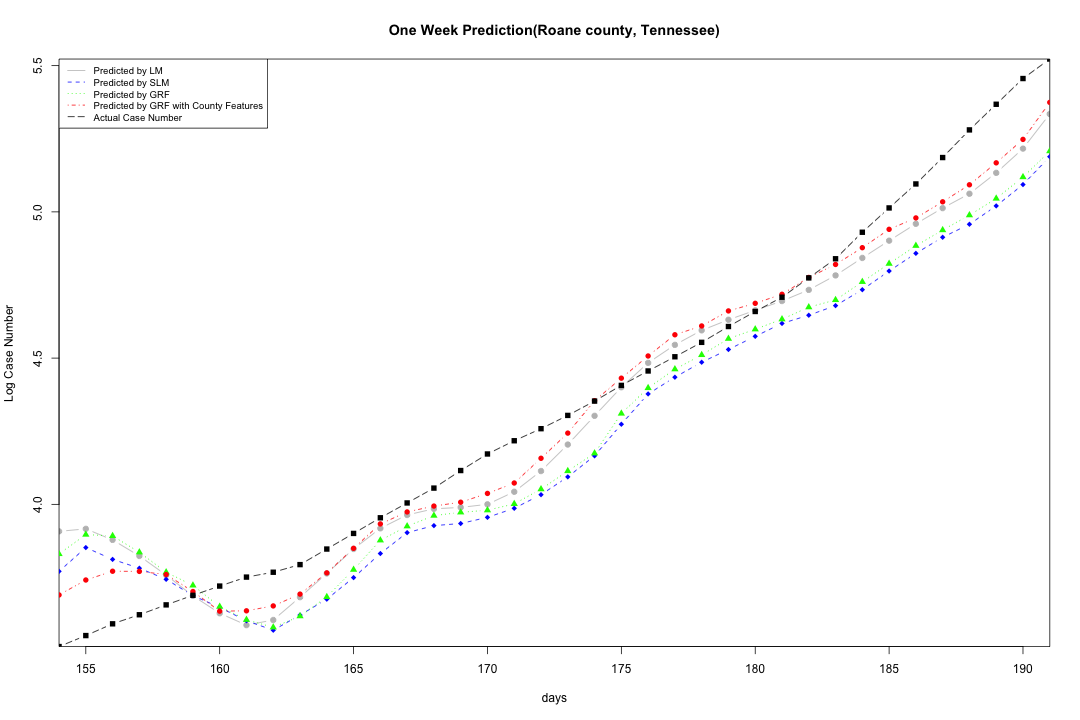 One Week Prediction(Roane county, Tennessee)
5.5
5.0
4.5
4.0
Log Case Number
Predicted by LM
Predicted by SLM
Predicted by GRF
Predicted by GRF with County Features
Actual Case Number
155 160 165 170 175 180 185 190
days